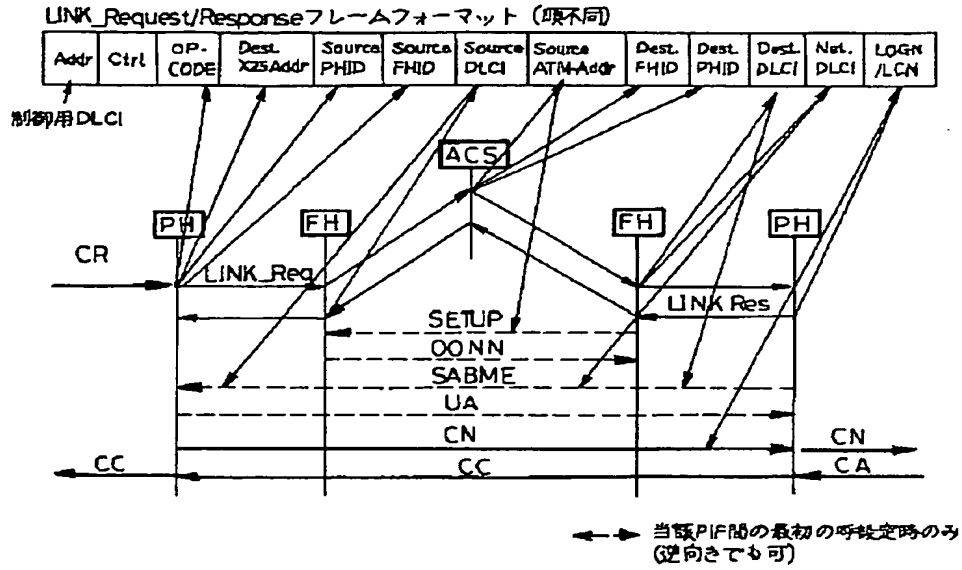 LINK_Request/Responseフレームフォーマット (順不同)
Addr
Ctrl
OP-
CODE
Dest.
X25Addr
Source
PHID
Source
FHID
Source
DLCI
Source
ATM-Addr
Dest.
FHID
Dest.
PHID
Dest.
DLCI
Net.
DLCI
LOGN
/LCN
制御用DLCI
ACS
PH
FH
FH
PH
CR
LINK_Req
LINK Res
SETUP
OONN
SABME
UA
CN
CN
CC
CC
CA
当該PIF間の最初の呼設定時のみ
(逆向きでも可)